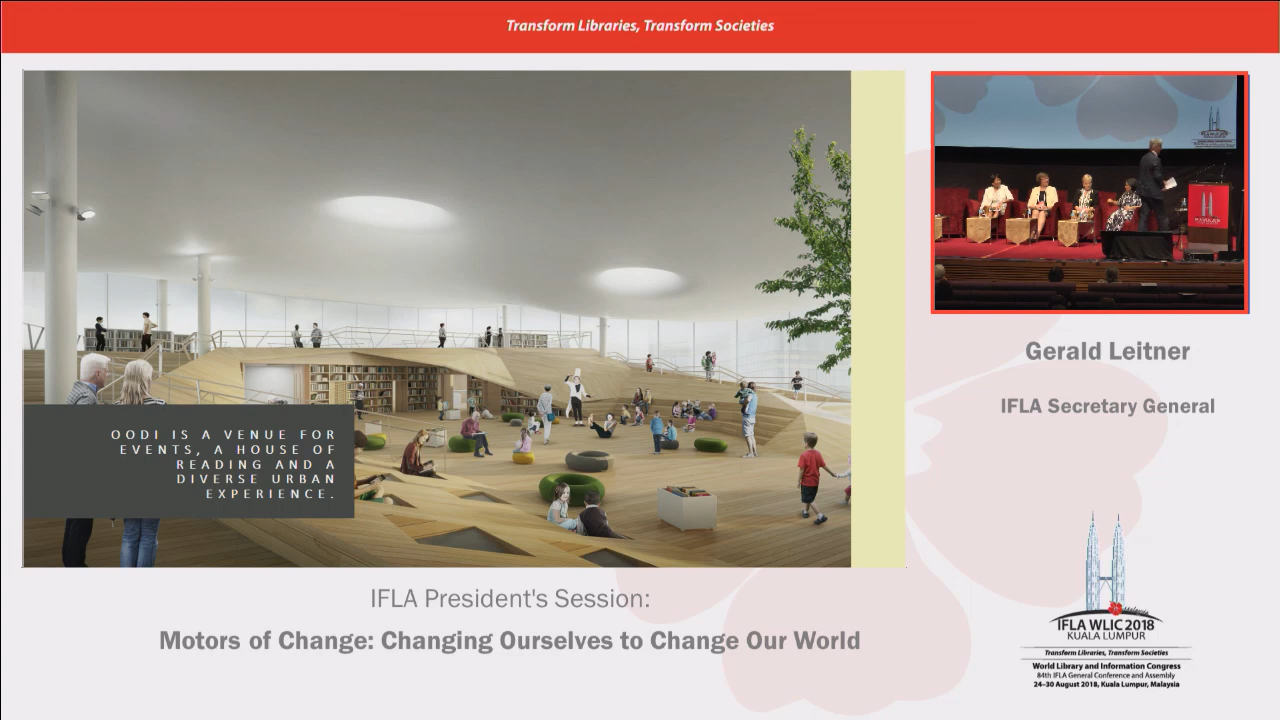 Transform Libraries, Transform Societies
OODI IS A VENUE FOR
EVENTS, A HOUSE OF
READING AND A
DIVERSE URBAN
EXPERIENCE.
Gerald Leitner
IFLA Secretary General
IFLA President's Session:
Motors of Change: Changing Ourselves to Change Our World
Malaysia
IFLA WLIC 2018
KUALA LUMPUR
Transform Libraries, Transform Societies
World Library and Information Congress
84th IFLA General Conference and Assembly
24–30 August 2018, Kuala Lumpur, Malaysia